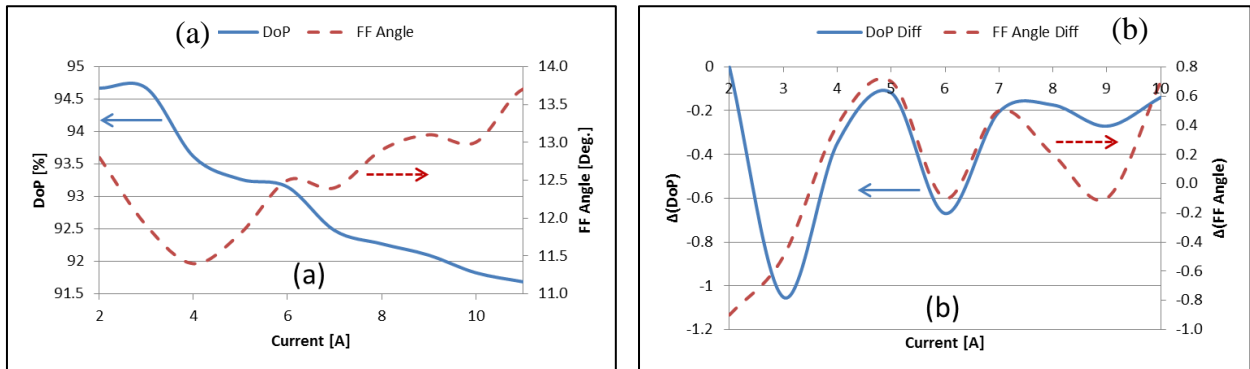 (a)
DoP FF Angle
95
94.5
94
93.5
93
92.5
92
91.5
DoP [%]
14.0
13.5
13.0
12.5
12.0
11.5
11.0
FF Angle [Deg.]
(a)
2 4 6 8 10
Current [A]
(b)
DoP Diff FF Angle Diff
0
-0.2
-0.4
-0.6
-0.8
-1
-1.2
Δ(DoP)
2 3 4 5 6 7 8 9 10
0.8
0.6
0.4
0.2
0.0
-0.2
-0.4
-0.6
-0.8
-1.0
Δ(FF Angle)
(b)
Current [A]